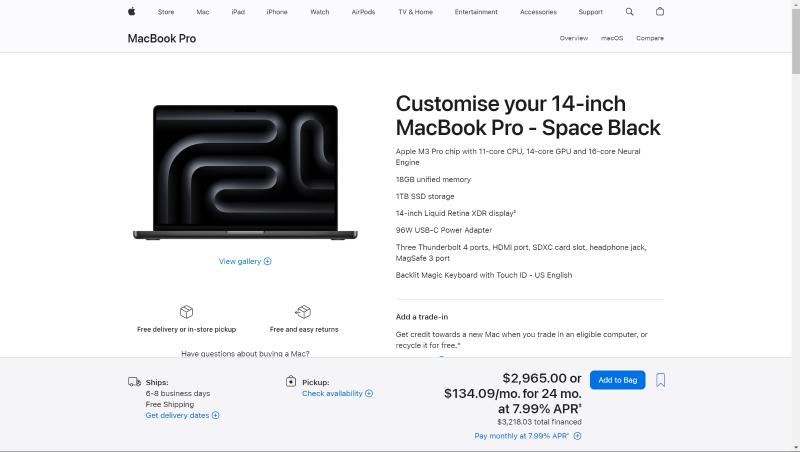 Store Mac iPad iPhone Watch AirPods TV & Home Entertainment Accessories Support
MacBook Pro
Overview macOS Compare
Customise your 14-inch
MacBook Pro - Space Black
Apple M3 Pro chip with 11-core CPU, 14-core GPU and 16-core Neural
Engine
18GB unified memory
1TB SSD storage
14-inch Liquid Retina XDR display²
96W USB-C Power Adapter
Three Thunderbolt 4 ports, HDMI port, SDXC card slot, headphone jack,
MagSafe 3 port
Backlit Magic Keyboard with Touch ID - US English
View gallery
Free delivery or in-store pickup
Free and easy returns
Have questions about buying a Mac?
Add a trade-in
Get credit towards a new Mac when you trade in an eligible computer, or
recycle it for free.*
Ships:
6-8 business days
Free Shipping
Get delivery dates
Pickup:
Check availability
$2,965.00 or
$134.09/mo. for 24 mo.
at 7.99% APR‡
$3,218.03 total financed
Pay monthly at 7.99% APR°
Add to Bag